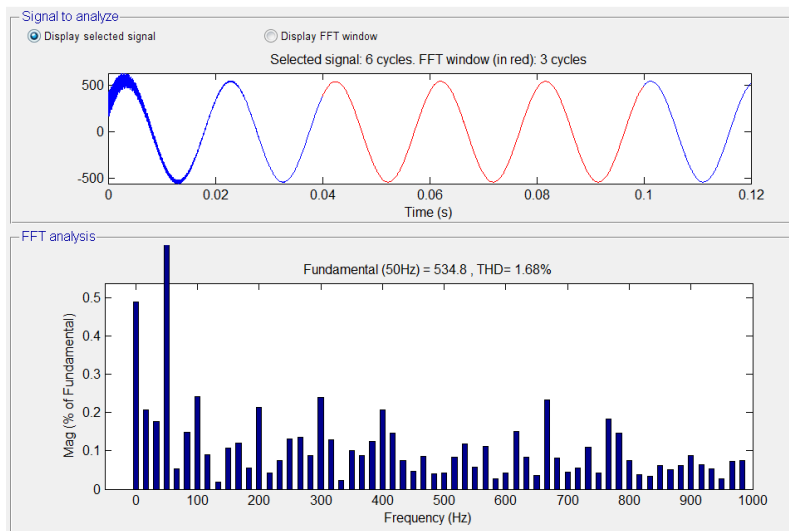 Signal to analyze
Display selected signal Display FFT window
Selected signal: 6 cycles. FFT window (in red): 3 cycles
500
0
-500
0 0.02 0.04 0.06 0.08 0.1 0.12
Time (s)
FFT analysis
Fundamental (50Hz) = 534.8 , THD= 1.68%
0.5
0.4
0.3
0.2
0.1
0
Mag (% of Fundamental)
0 100 200 300 400 500 600 700 800 900 1000
Frequency (Hz)